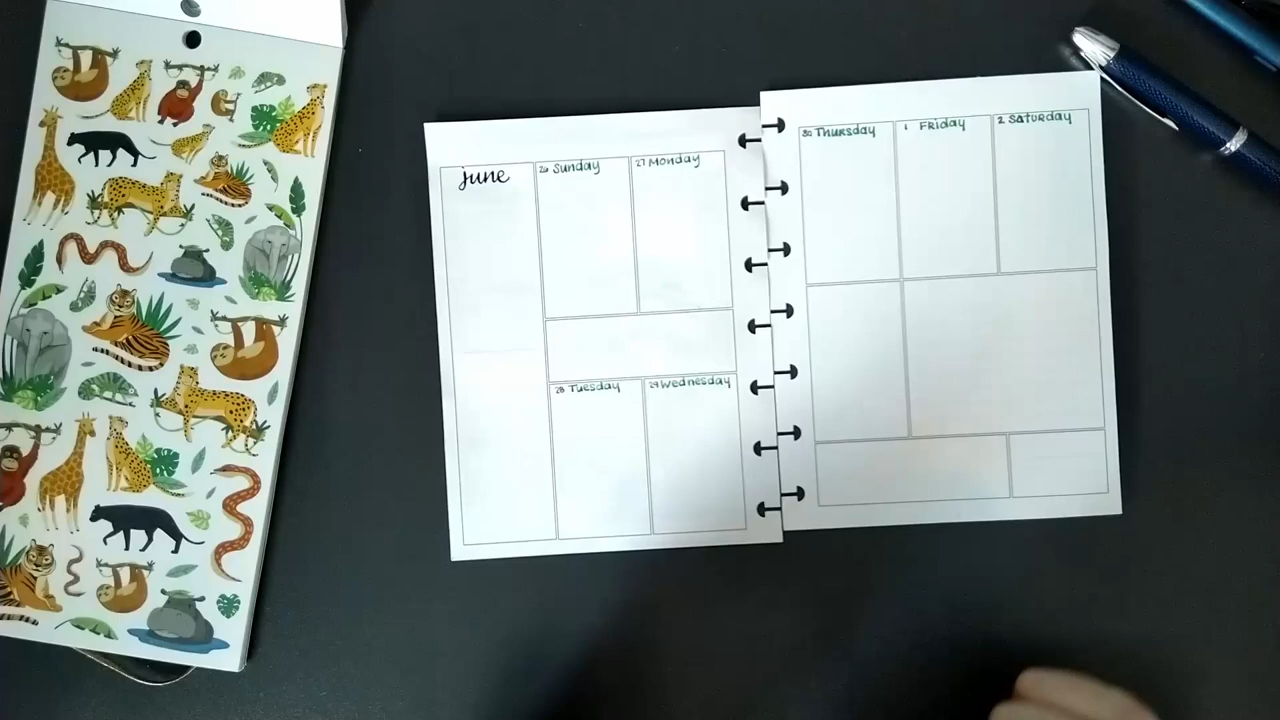 june
26 Sunday
27 Monday
28 Tuesday
29 Wednesday
30 Thursday
1 Friday
2 Saturday